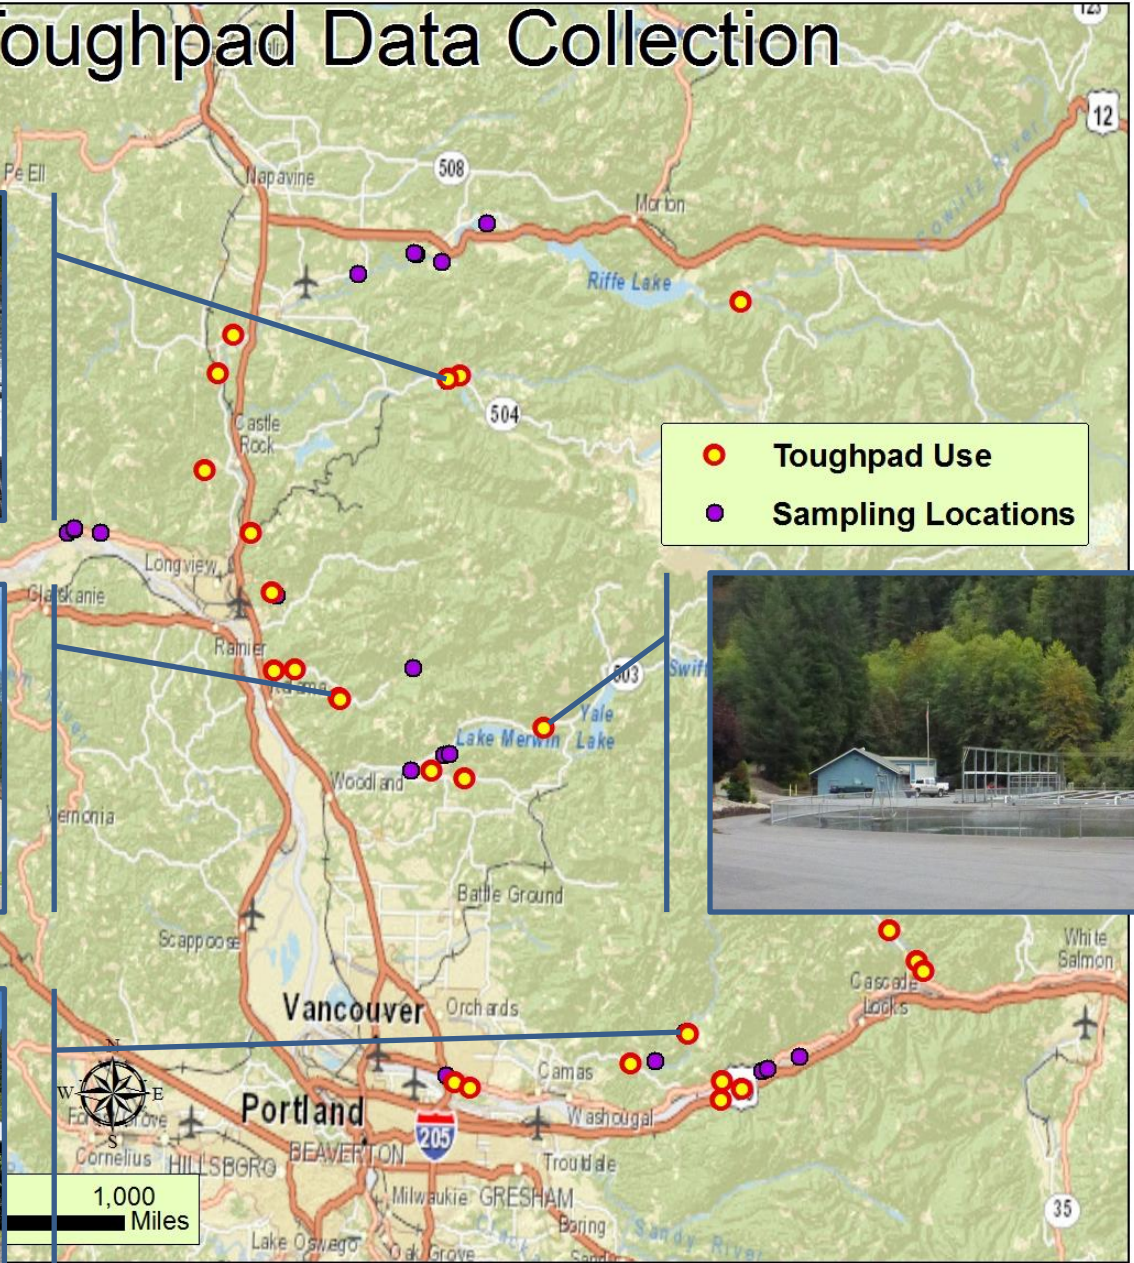 oughpad Data Collection
12
Pe Ell
Napavine
508
Morton
Cowlitz River
Riffe Lake
504
Castle
Rock
Toughpad Use
Sampling Locations
Longview
Clatskanie
Rainier
Kalama
503
Swift
Yale
Lake
Lake Merwin
Woodland
Vernonia
Battle Ground
Scappoose
White
Salmon
Cascade
Locks
Vancouver
Orchards
N
W
E
S
Camas
Portland
Washougal
205
Cornelius
HILLSBORO
BEAVERTON
Troutdale
1,000
Miles
Milwaukie
GRESHAM
35
Boring
Sandy River
Lake Oswego
Oak Grove